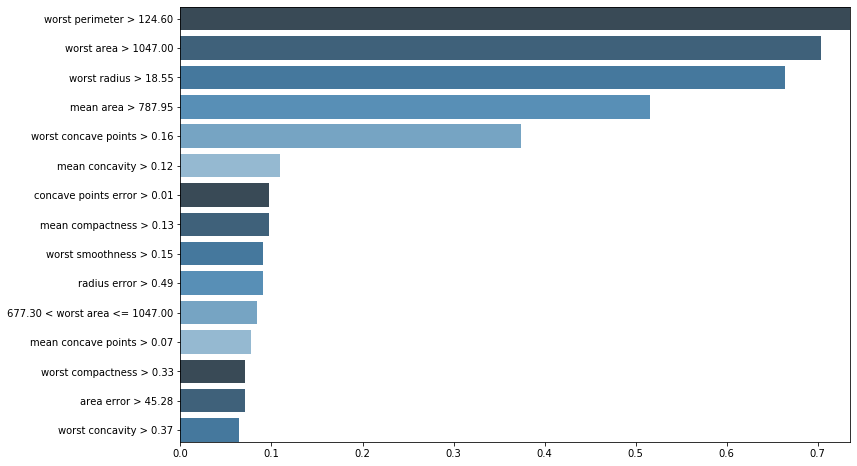 worst perimeter > 124.60
worst area > 1047.00
worst radius > 18.55
mean area > 787.95
worst concave points > 0.16
mean concavity > 0.12
concave points error > 0.01
mean compactness > 0.13
worst smoothness > 0.15
radius error > 0.49
677.30 < worst area <= 1047.00
mean concave points > 0.07
worst compactness > 0.33
area error > 45.28
worst concavity > 0.37
0.0 0.1 0.2 0.3 0.4 0.5 0.6 0.7